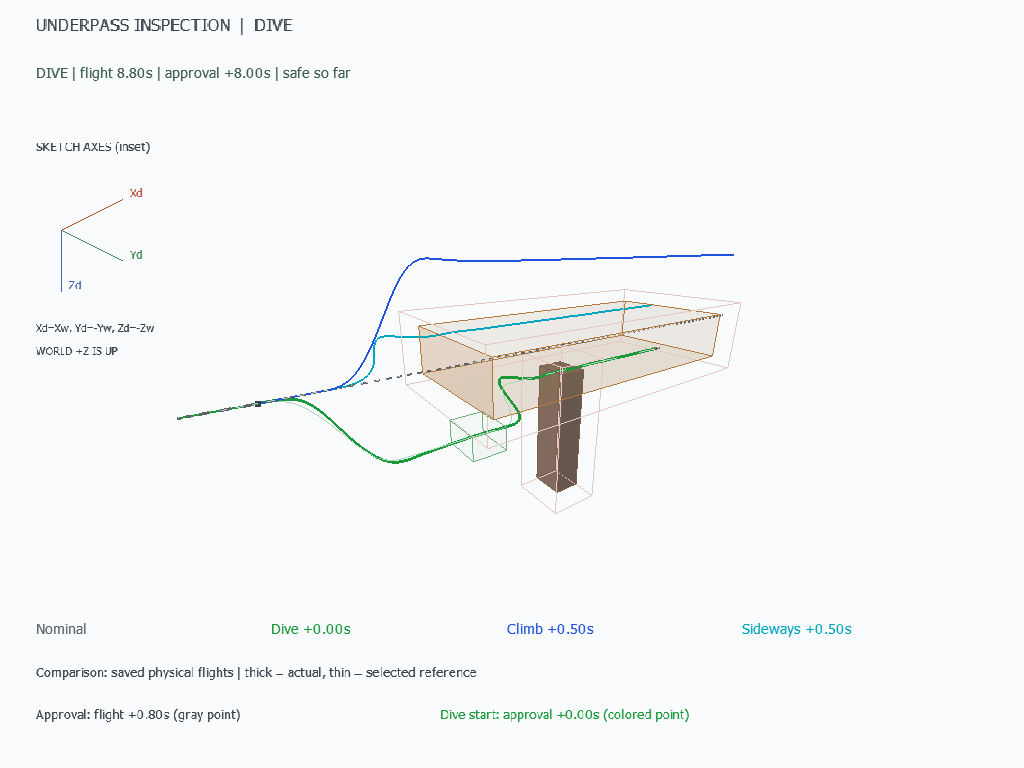 UNDERPASS INSPECTION | DIVE
DIVE | flight 8.80s | approval +8.00s | safe so far
SKETCH AXES (inset)
Xd
Yd
Zd
Xd=Xw, Yd=-Yw, Zd=-Zw
WORLD +Z IS UP
Nominal
Dive +0.00s
Climb +0.50s
Sideways +0.50s
Comparison: saved physical flights | thick = actual, thin = selected reference
Approval: flight +0.80s (gray point)
Dive start: approval +0.00s (colored point)